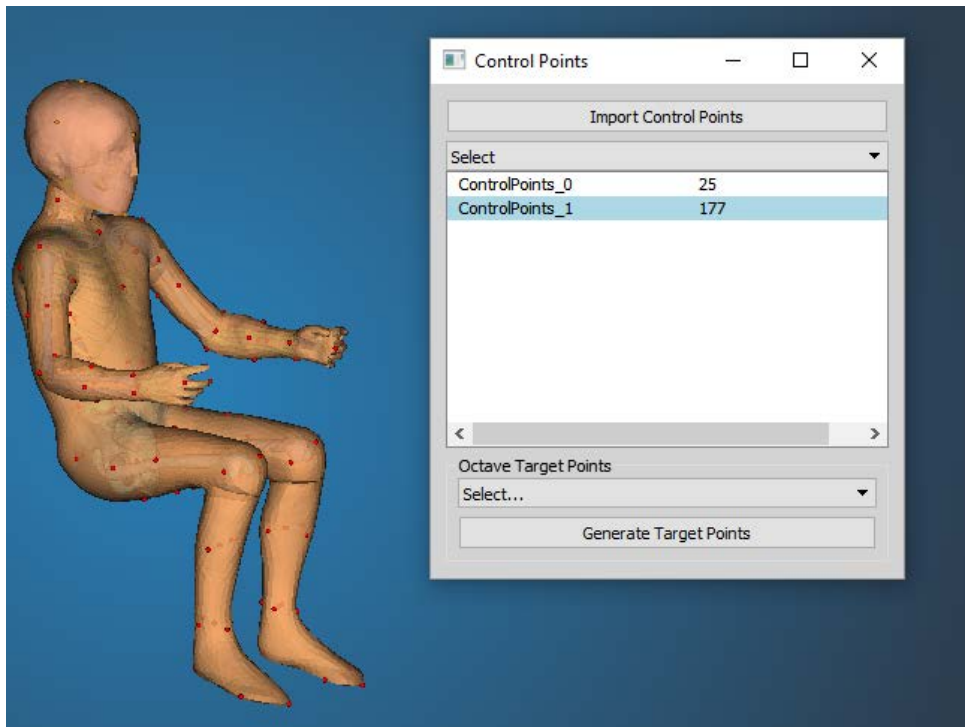 Control Points
Import Control Points
Select
ControlPoints_0 25
ControlPoints_1 177
Octave Target Points
Select...
Generate Target Points